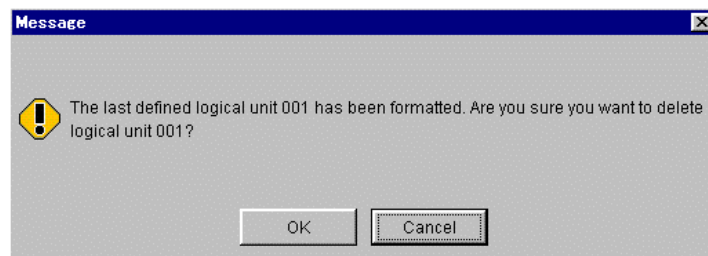 Message
The last defined logical unit 001 has been formatted. Are you sure you want to delete
logical unit 001?
OK
Cancel